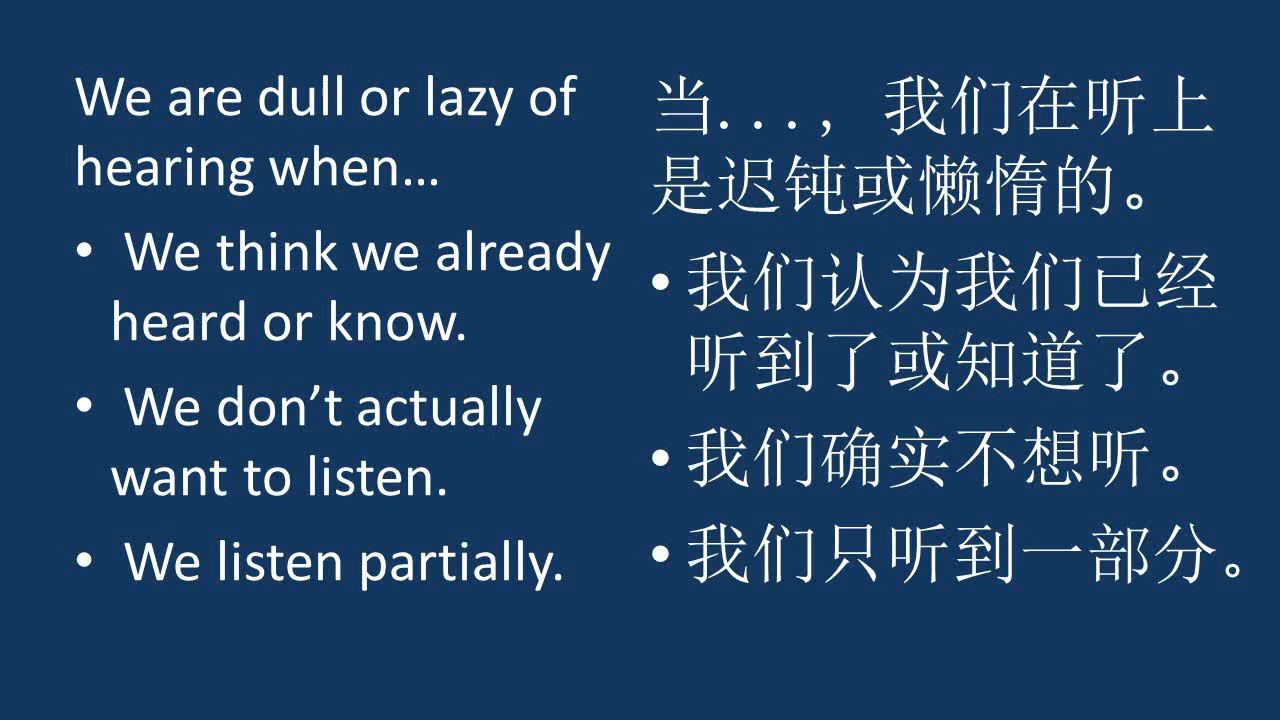 We are dull or lazy of
hearing when…
• We think we already
heard or know.
• We don’t actually
want to listen.
• We listen partially.
当...，我们在听上
是迟钝或懒惰的。
• 我们认为我们已经
听到了或知道了。
• 我们确实不想听。
• 我们只听到一部分。